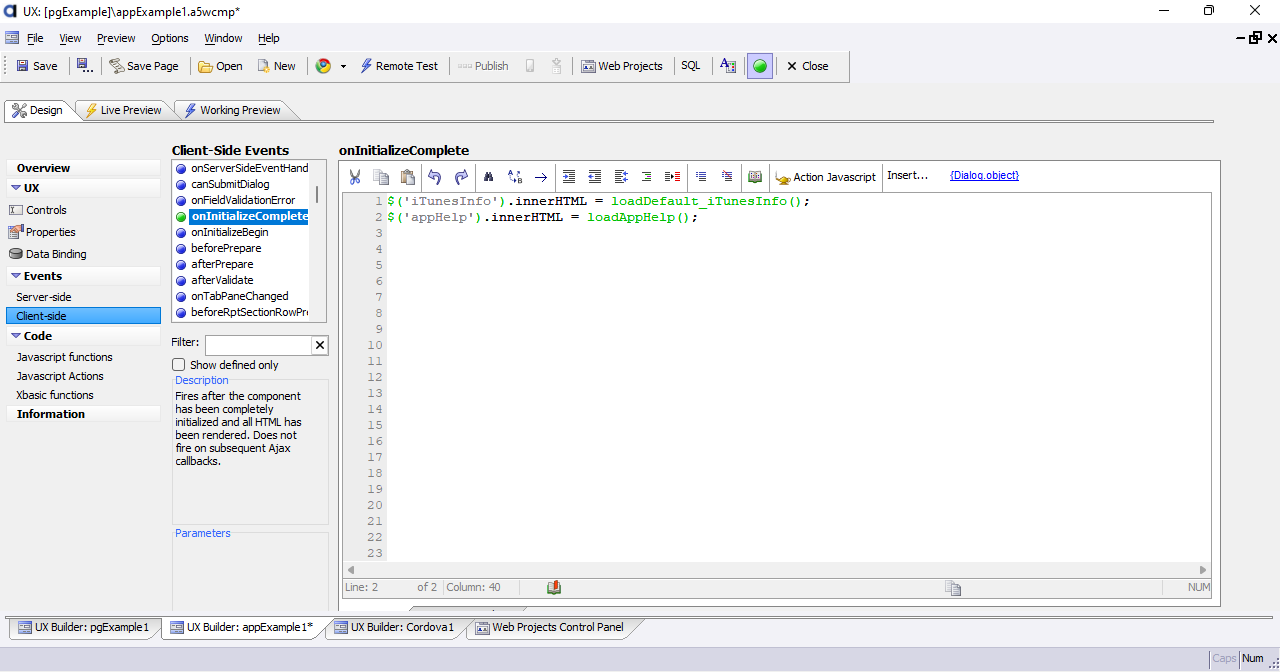 UX: [pgExample]\appExample1.a5wcmp*
File View Preview Options Window Help
Save Save Page Open New Remote Test Publish Web Projects SQL Close
Design Live Preview Working Preview
Overview
UX
Controls
Properties
Data Binding
Events
Server-side
Client-side
Code
Javascript functions
Javascript Actions
Xbasic functions
Information
Client-Side Events
onServerSideEventHand
canSubmitDialog
onFieldValidationError
onInitializeComplete
onInitializeBegin
beforePrepare
afterPrepare
afterValidate
onTabPaneChanged
beforeRptSectionRowPr
Filter:
Show defined only
Description
Fires after the component
has been completely
initialized and all HTML has
been rendered. Does not
fire on subsequent Ajax
callbacks.
Parameters
onInitializeComplete
Action Javascript Insert... {Dialog.object}
1 $('iTunesInfo').innerHTML = loadDefault_iTunesInfo();
2 $('appHelp').innerHTML = loadAppHelp();
3
4
5
6
7
8
9
10
11
12
13
14
15
16
17
18
19
20
21
22
23
Line: 2 of 2 Column: 40 NUM
UX Builder: pgExample1 UX Builder: appExample1* UX Builder: Cordova1 Web Projects Control Panel
Caps Num